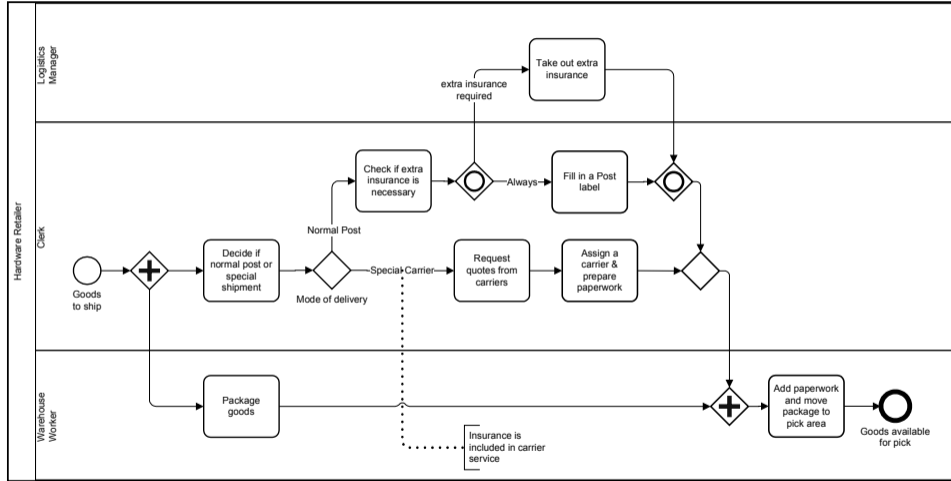 Hardware Retailer
Logistics
Manager
Take out extra
insurance
extra insurance
required
Clerk
Check if extra
insurance is
necessary
Always
Fill in a Post
label
Normal Post
Goods
to ship
Decide if
normal post or
special
shipment
Mode of delivery
Special Carrier
Request
quotes from
carriers
Assign a
carrier &
prepare
paperwork
Warehouse
Worker
Package
goods
Insurance is
included in carrier
service
Add paperwork
and move
package to
pick area
Goods available
for pick